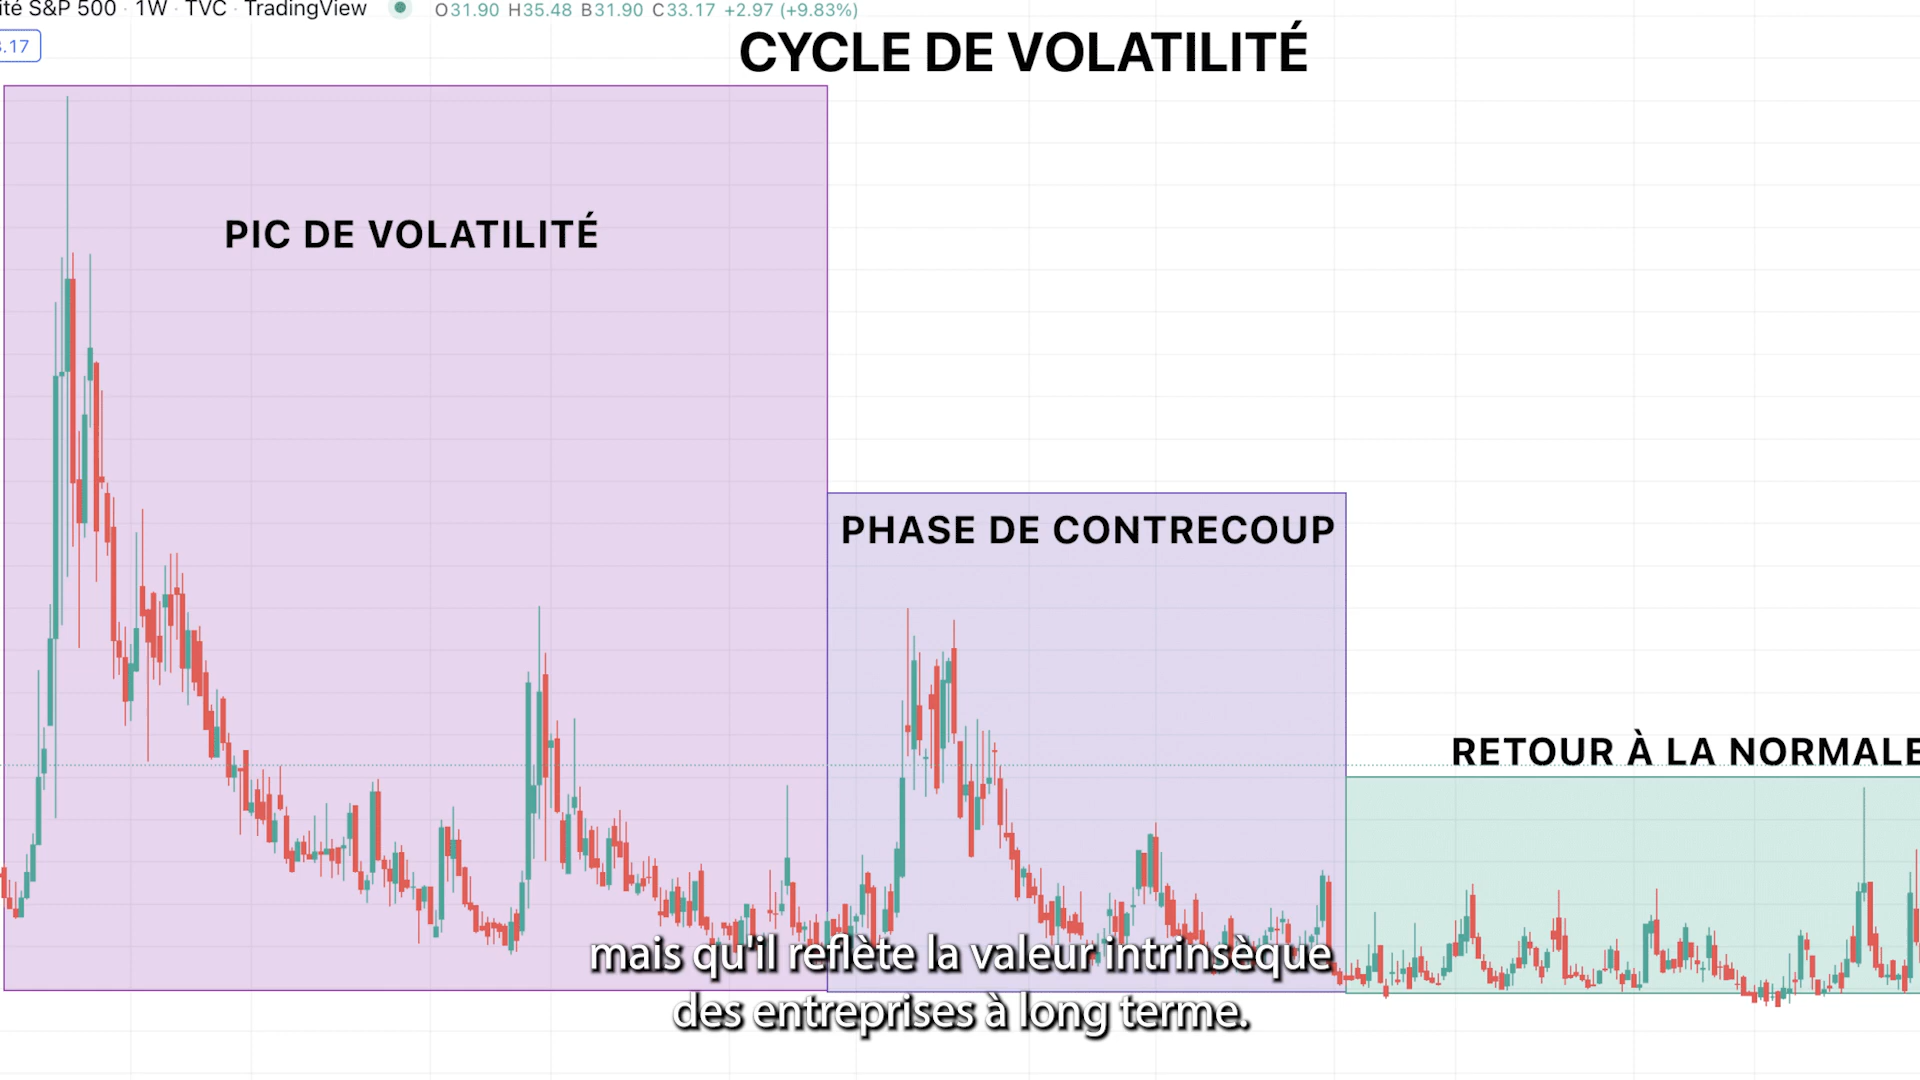 ité S&P 500 · 1W · TVC · TradingView O31.90 H35.48 B31.90 C33.17 +2.97 (+9.83%)
3.17
CYCLE DE VOLATILITÉ
PIC DE VOLATILITÉ
PHASE DE CONTRECOUP
RETOUR À LA NORMALE
mais qu'il reflète la valeur intrinsèque
des entreprises à long terme.